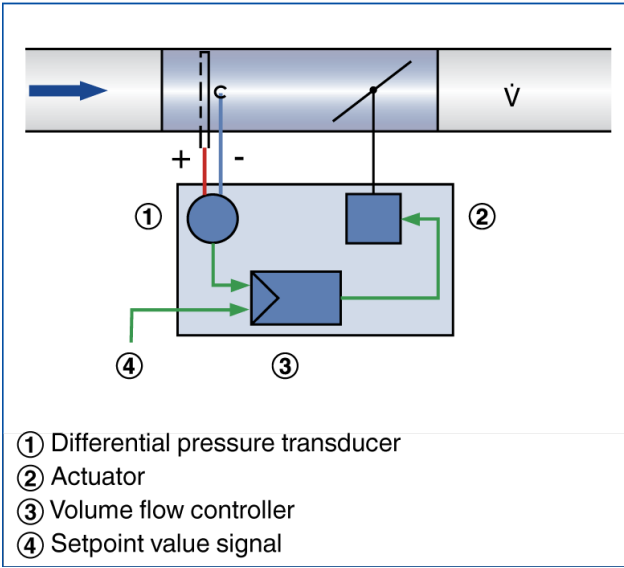 V̇
+ -
① ②
④ ③
① Differential pressure transducer
② Actuator
③ Volume flow controller
④ Setpoint value signal